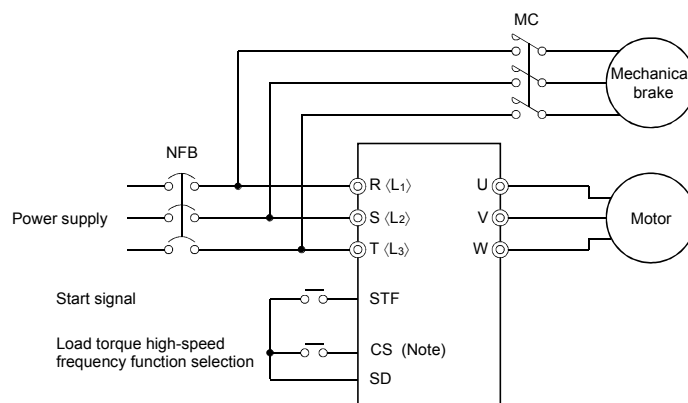 MC
Mechanical
brake
NFB
R ⟨L₁⟩
U
Power supply
S ⟨L₂⟩
V
Motor
T ⟨L₃⟩
W
Start signal
STF
Load torque high-speed
frequency function selection
CS (Note)
SD